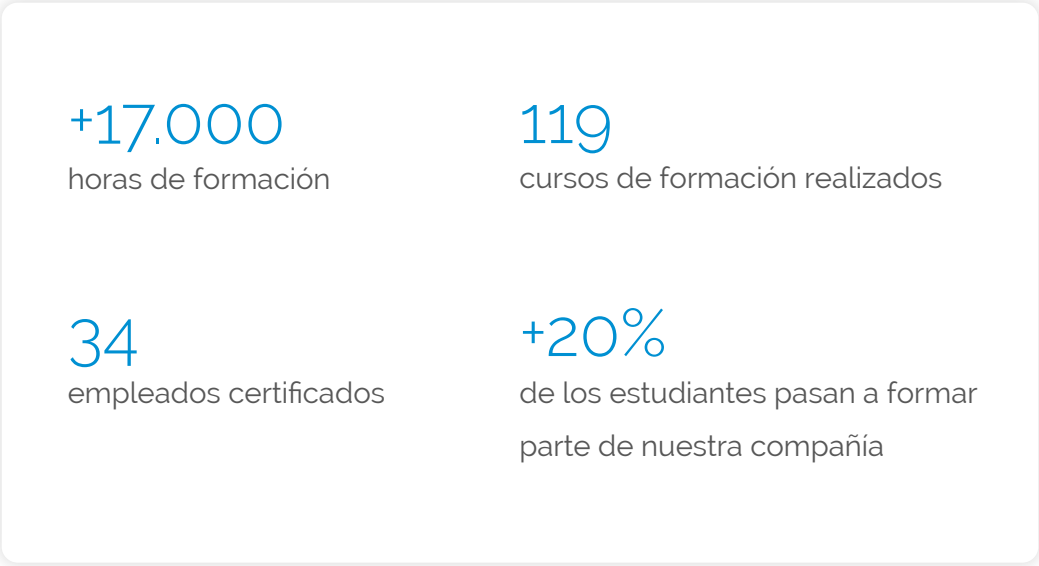 +17.000
horas de formación
119
cursos de formación realizados
34
empleados certificados
+20%
de los estudiantes pasan a formar
parte de nuestra compañía